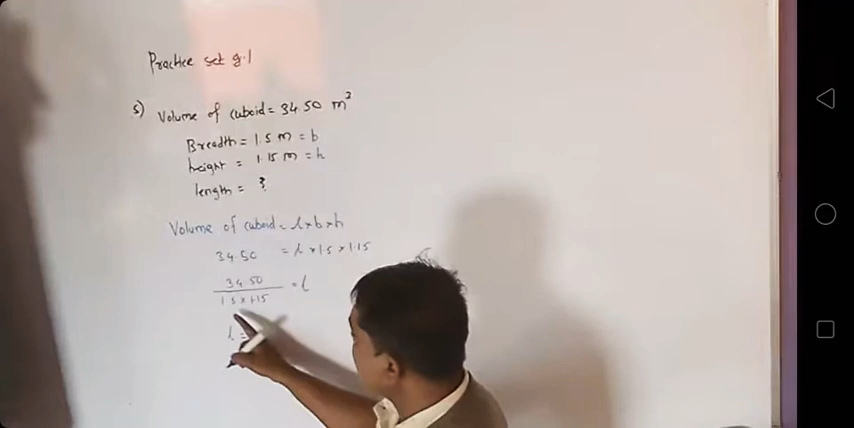 Practice set 9.1
5) Volume of cuboid = 34.50 m³
Breadth = 1.5 m = b
height = 1.15 m = h
length = ?
Volume of cuboid = l × b × h
34.50 = l × 1.5 × 1.15
34.50
= l
1.5 × 1.15
l =